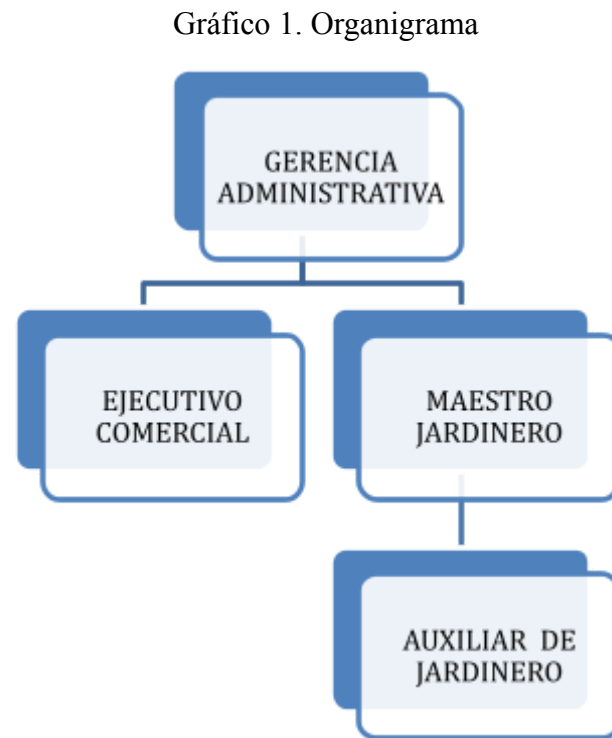 Gráfico 1. Organigrama
GERENCIA
ADMINISTRATIVA
EJECUTIVO
COMERCIAL
MAESTRO
JARDINERO
AUXILIAR DE
JARDINERO